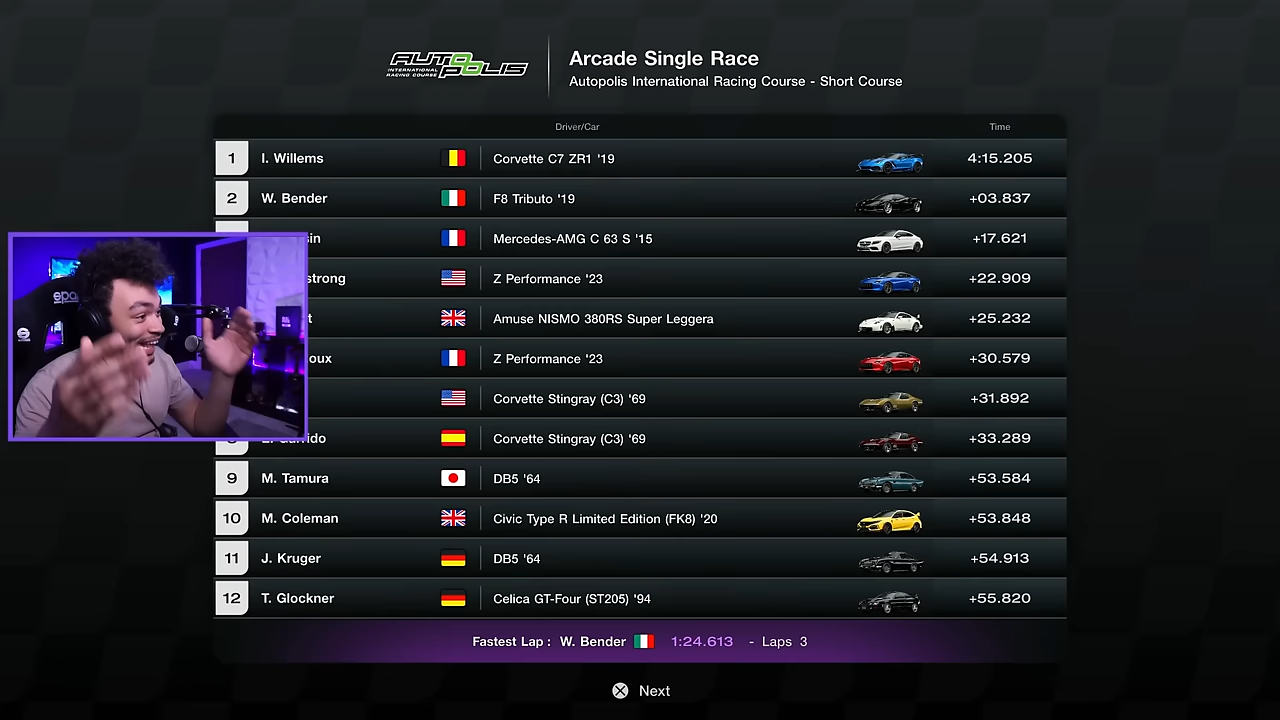 AUTOPOLIS
INTERNATIONAL
RACING COURSE
Arcade Single Race
Autopolis International Racing Course - Short Course
Driver/Car Time
1 I. Willems Corvette C7 ZR1 '19 4:15.205
2 W. Bender F8 Tributo '19 +03.837
Mercedes-AMG C 63 S '15 +17.621
Z Performance '23 +22.909
Amuse NISMO 380RS Super Leggera +25.232
Z Performance '23 +30.579
Corvette Stingray (C3) '69 +31.892
Corvette Stingray (C3) '69 +33.289
9 M. Tamura DB5 '64 +53.584
10 M. Coleman Civic Type R Limited Edition (FK8) '20 +53.848
11 J. Kruger DB5 '64 +54.913
12 T. Glockner Celica GT-Four (ST205) '94 +55.820
Fastest Lap : W. Bender 1:24.613 - Laps 3
Next